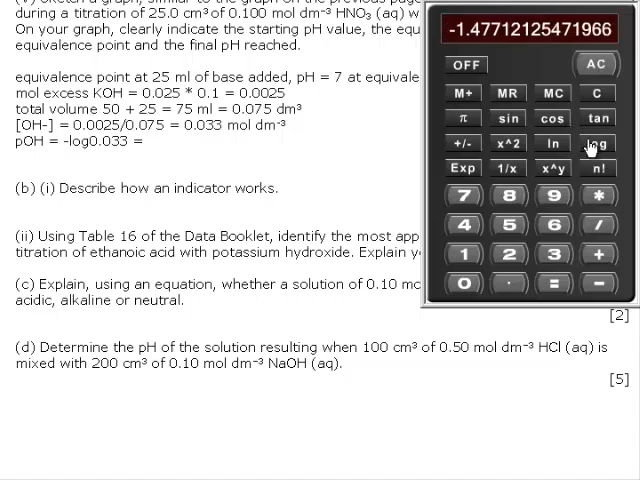 during a titration of 25.0 cm³ of 0.100 mol dm⁻³ HNO₃ (aq) w
On your graph, clearly indicate the starting pH value, the equ
equivalence point and the final pH reached.
equivalence point at 25 ml of base added, pH = 7 at equivale
mol excess KOH = 0.025 * 0.1 = 0.0025
total volume 50 + 25 = 75 ml = 0.075 dm³
[OH-] = 0.0025/0.075 = 0.033 mol dm⁻³
pOH = -log0.033 =
(b) (i) Describe how an indicator works.
(ii) Using Table 16 of the Data Booklet, identify the most app
titration of ethanoic acid with potassium hydroxide. Explain y
(c) Explain, using an equation, whether a solution of 0.10 mo
acidic, alkaline or neutral.
[2]
(d) Determine the pH of the solution resulting when 100 cm³ of 0.50 mol dm⁻³ HCl (aq) is
mixed with 200 cm³ of 0.10 mol dm⁻³ NaOH (aq).
[5]
-1.47712125471966
OFF AC
M+ MR MC C
π sin cos tan
+/- x^2 ln log
Exp 1/x x^y n!
7 8 9 *
4 5 6 /
1 2 3 +
0 . = -